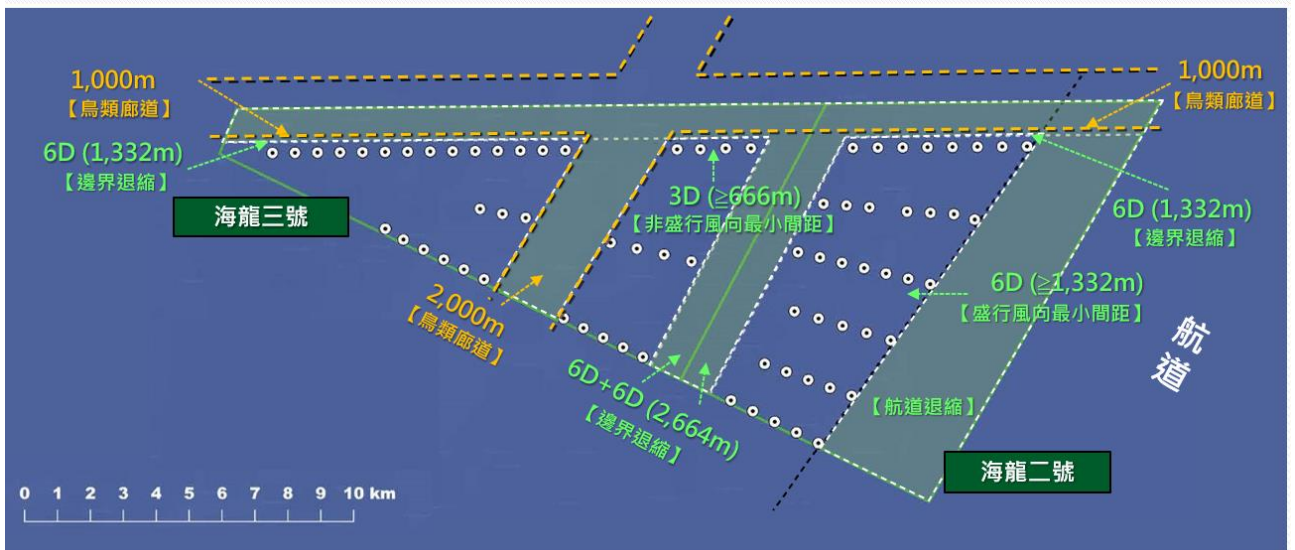 1,000m
【鳥類廊道】
6D (1,332m)
【邊界退縮】
海龍三號
2,000m
【鳥類廊道】
3D (≧666m)
【非盛行風向最小間距】
6D+6D (2,664m)
【邊界退縮】
1,000m
【鳥類廊道】
6D (1,332m)
【邊界退縮】
6D (≧1,332m)
【盛行風向最小間距】
航道
【航道退縮】
海龍二號
0 1 2 3 4 5 6 7 8 9 10 km